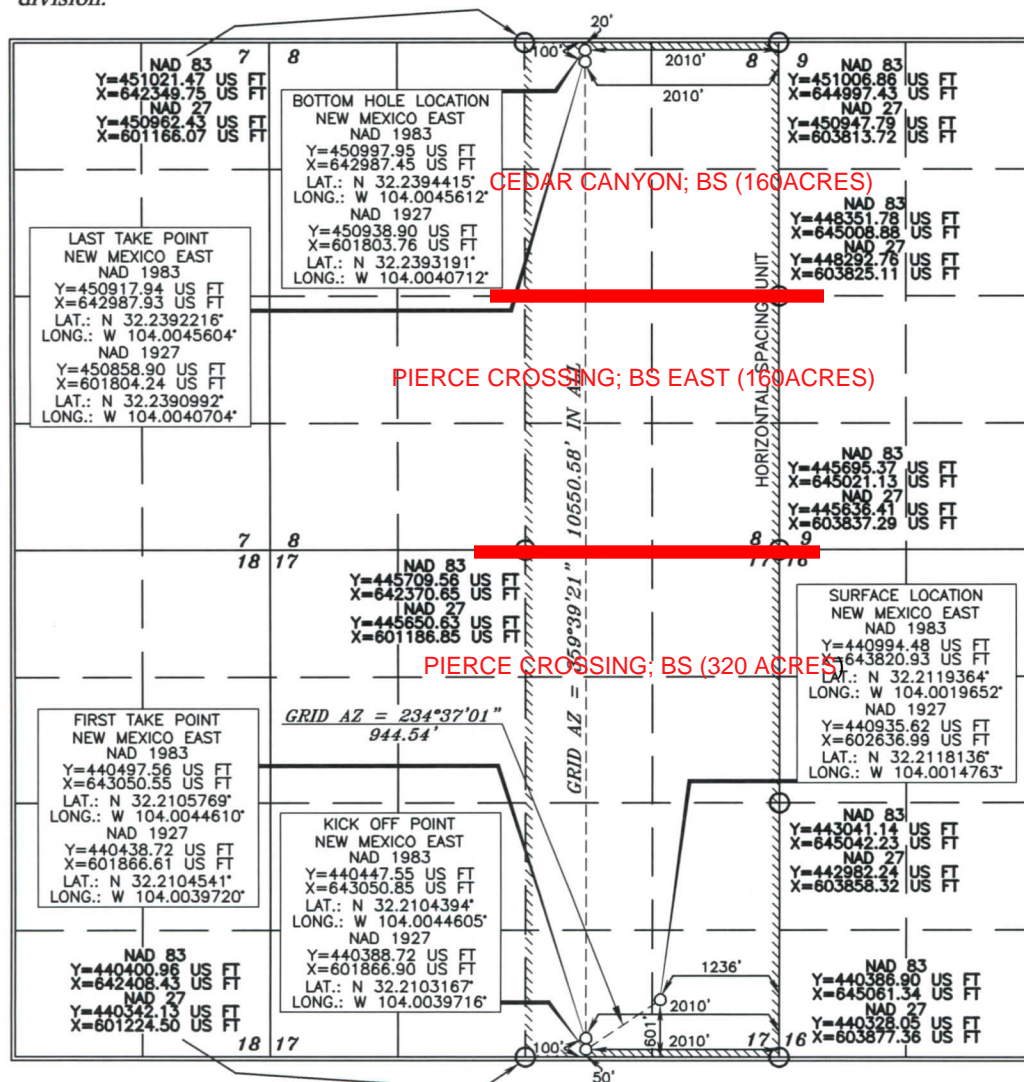 division.
20'
7 8
100'
2010'
8 9
2010'
NAD 83
Y=451021.47 US FT
X=642349.75 US FT
NAD 27
Y=450962.43 US FT
X=601166.07 US FT
BOTTOM HOLE LOCATION
NEW MEXICO EAST
NAD 1983
Y=450997.95 US FT
X=642987.45 US FT
LAT.: N 32.2394415°
LONG.: W 104.0045612°
NAD 1927
Y=450938.90 US FT
X=601803.76 US FT
LAT.: N 32.2393191°
LONG.: W 104.0040712°
NAD 83
Y=451006.86 US FT
X=644997.43 US FT
NAD 27
Y=450947.79 US FT
X=603813.72 US FT
CEDAR CANYON; BS (160ACRES)
NAD 83
Y=448351.78 US FT
X=645008.88 US FT
NAD 27
Y=448292.76 US FT
X=603825.11 US FT
LAST TAKE POINT
NEW MEXICO EAST
NAD 1983
Y=450917.94 US FT
X=642987.93 US FT
LAT.: N 32.2392216°
LONG.: W 104.0045604°
NAD 1927
Y=450858.90 US FT
X=601804.24 US FT
LAT.: N 32.2390992°
LONG.: W 104.0040704°
HORIZONTAL SPACING UNIT
PIERCE CROSSING; BS EAST (160ACRES)
GRID AZ = 359°39'21" 10550.58' IN ALL
NAD 83
Y=445695.37 US FT
X=645021.13 US FT
NAD 27
Y=445636.41 US FT
X=603837.29 US FT
7 8
18 17
8 9
17 16
NAD 83
Y=445709.56 US FT
X=642370.65 US FT
NAD 27
Y=445650.63 US FT
X=601186.85 US FT
SURFACE LOCATION
NEW MEXICO EAST
NAD 1983
Y=440994.48 US FT
X=643820.93 US FT
LAT.: N 32.2119364°
LONG.: W 104.0019652°
NAD 1927
Y=440935.62 US FT
X=602636.99 US FT
LAT.: N 32.2118136°
LONG.: W 104.0014763°
PIERCE CROSSING; BS (320 ACRES)
GRID AZ = 234°37'01"
944.54'
FIRST TAKE POINT
NEW MEXICO EAST
NAD 1983
Y=440497.56 US FT
X=643050.55 US FT
LAT.: N 32.2105769°
LONG.: W 104.0044610°
NAD 1927
Y=440438.72 US FT
X=601866.61 US FT
LAT.: N 32.2104541°
LONG.: W 104.0039720°
KICK OFF POINT
NEW MEXICO EAST
NAD 1983
Y=440447.55 US FT
X=643050.85 US FT
LAT.: N 32.2104394°
LONG.: W 104.0044605°
NAD 1927
Y=440388.72 US FT
X=601866.90 US FT
LAT.: N 32.2103167°
LONG.: W 104.0039716°
NAD 83
Y=443041.14 US FT
X=645042.23 US FT
NAD 27
Y=442982.24 US FT
X=603858.32 US FT
NAD 83
Y=440400.96 US FT
X=642408.43 US FT
NAD 27
Y=440342.13 US FT
X=601224.50 US FT
1236'
2010'
601'
NAD 83
Y=440386.90 US FT
X=645061.34 US FT
NAD 27
Y=440328.05 US FT
X=603877.36 US FT
18 17
100'
2010'
17 16
50'